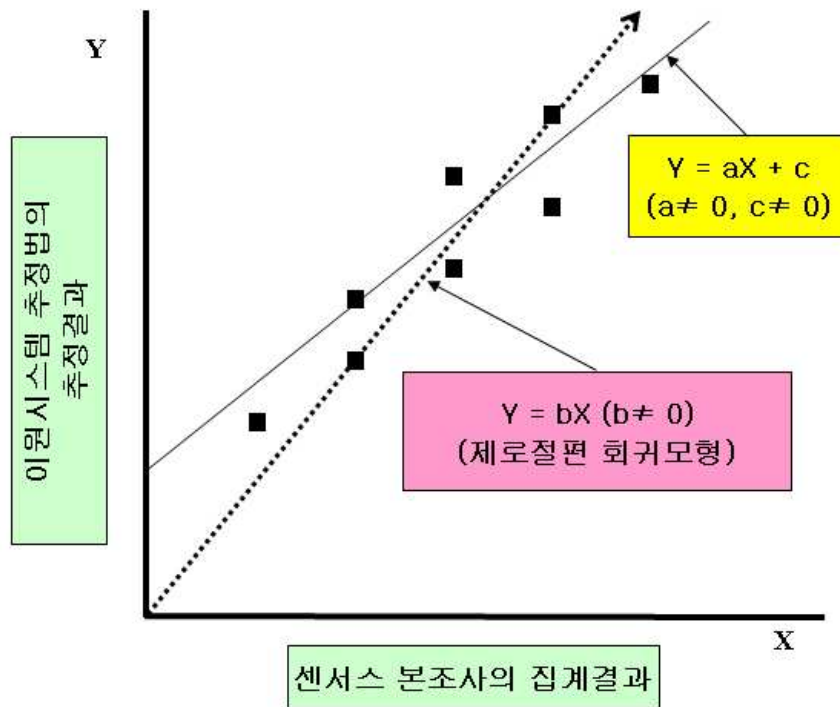 Y
이원시스템 추정법의
추정결과
Y = aX + c
(a≠ 0, c≠ 0)
Y = bX (b≠ 0)
(제로절편 회귀모형)
X
센서스 본조사의 집계결과